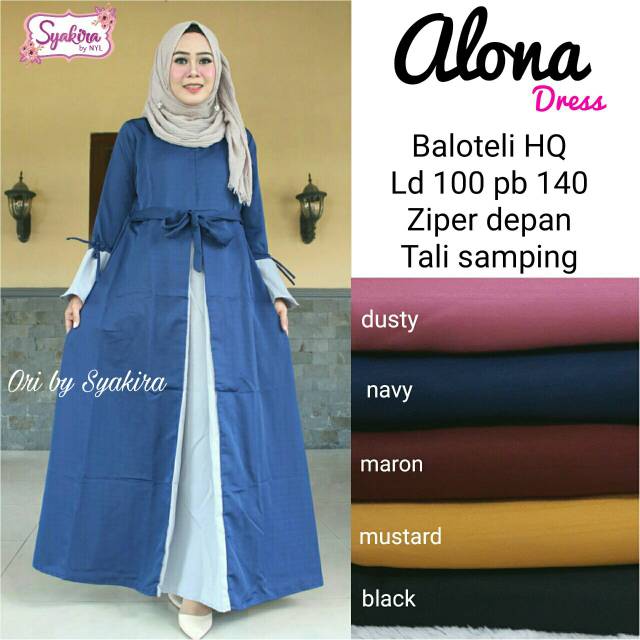 Syakira
by NYL
Alona
Dress
Baloteli HQ
Ld 100 pb 140
Ziper depan
Tali samping
dusty
navy
maron
mustard
black
Ori by Syakira